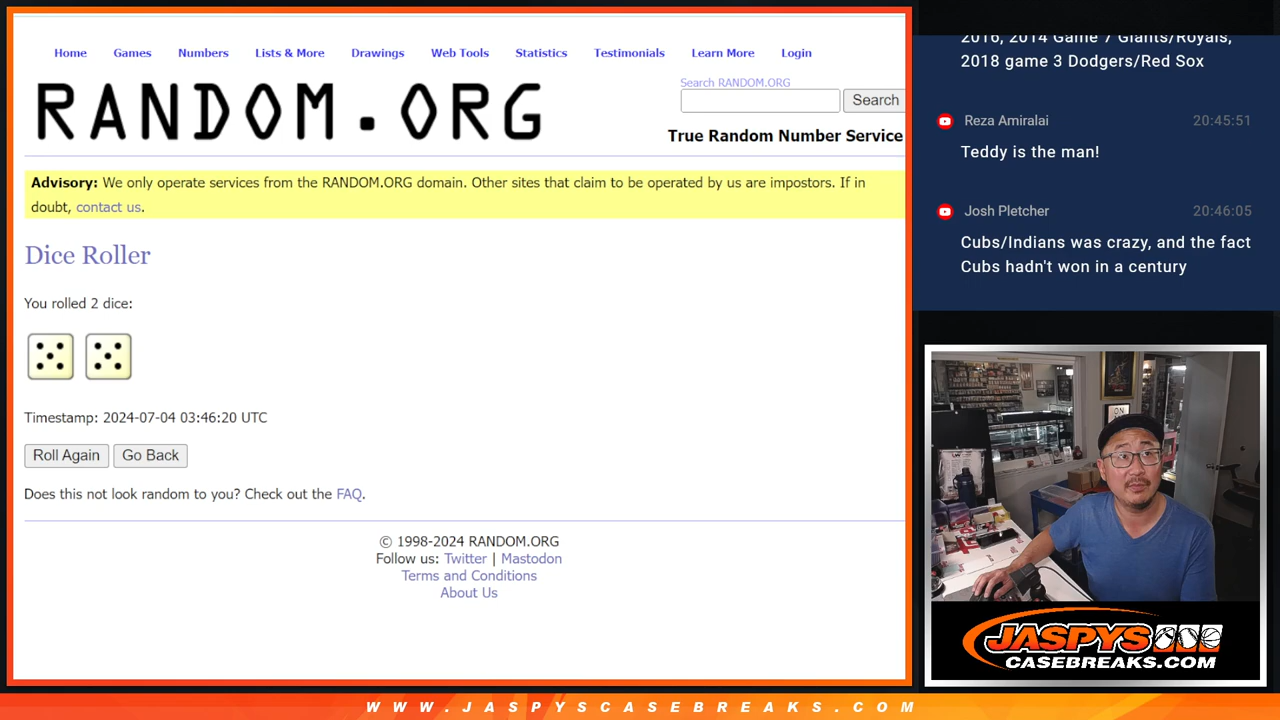 Home Games Numbers Lists & More Drawings Web Tools Statistics Testimonials Learn More Login
RANDOM.ORG
Search RANDOM.ORG
Search
True Random Number Service
Advisory: We only operate services from the RANDOM.ORG domain. Other sites that claim to be operated by us are impostors. If in
doubt, contact us.
Dice Roller
You rolled 2 dice:
Timestamp: 2024-07-04 03:46:20 UTC
Roll Again Go Back
Does this not look random to you? Check out the FAQ.
© 1998-2024 RANDOM.ORG
Follow us: Twitter | Mastodon
Terms and Conditions
About Us
2016, 2014 Game 7 Giants/Royals,
2018 game 3 Dodgers/Red Sox
Reza Amiralai 20:45:51
Teddy is the man!
Josh Pletcher 20:46:05
Cubs/Indians was crazy, and the fact
Cubs hadn't won in a century
JASPYS
CASEBREAKS.COM
WWW.JASPYSCASEBREAKS.COM